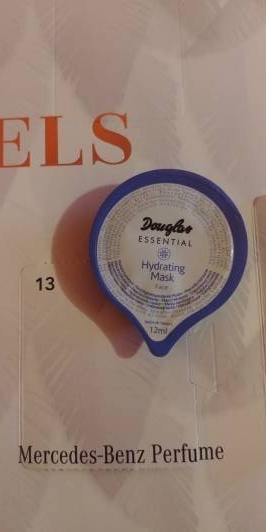 ELS
Douglas
ESSENTIAL
Hydrating
Mask
Face
12ml
13
Mercedes-Benz Perfume